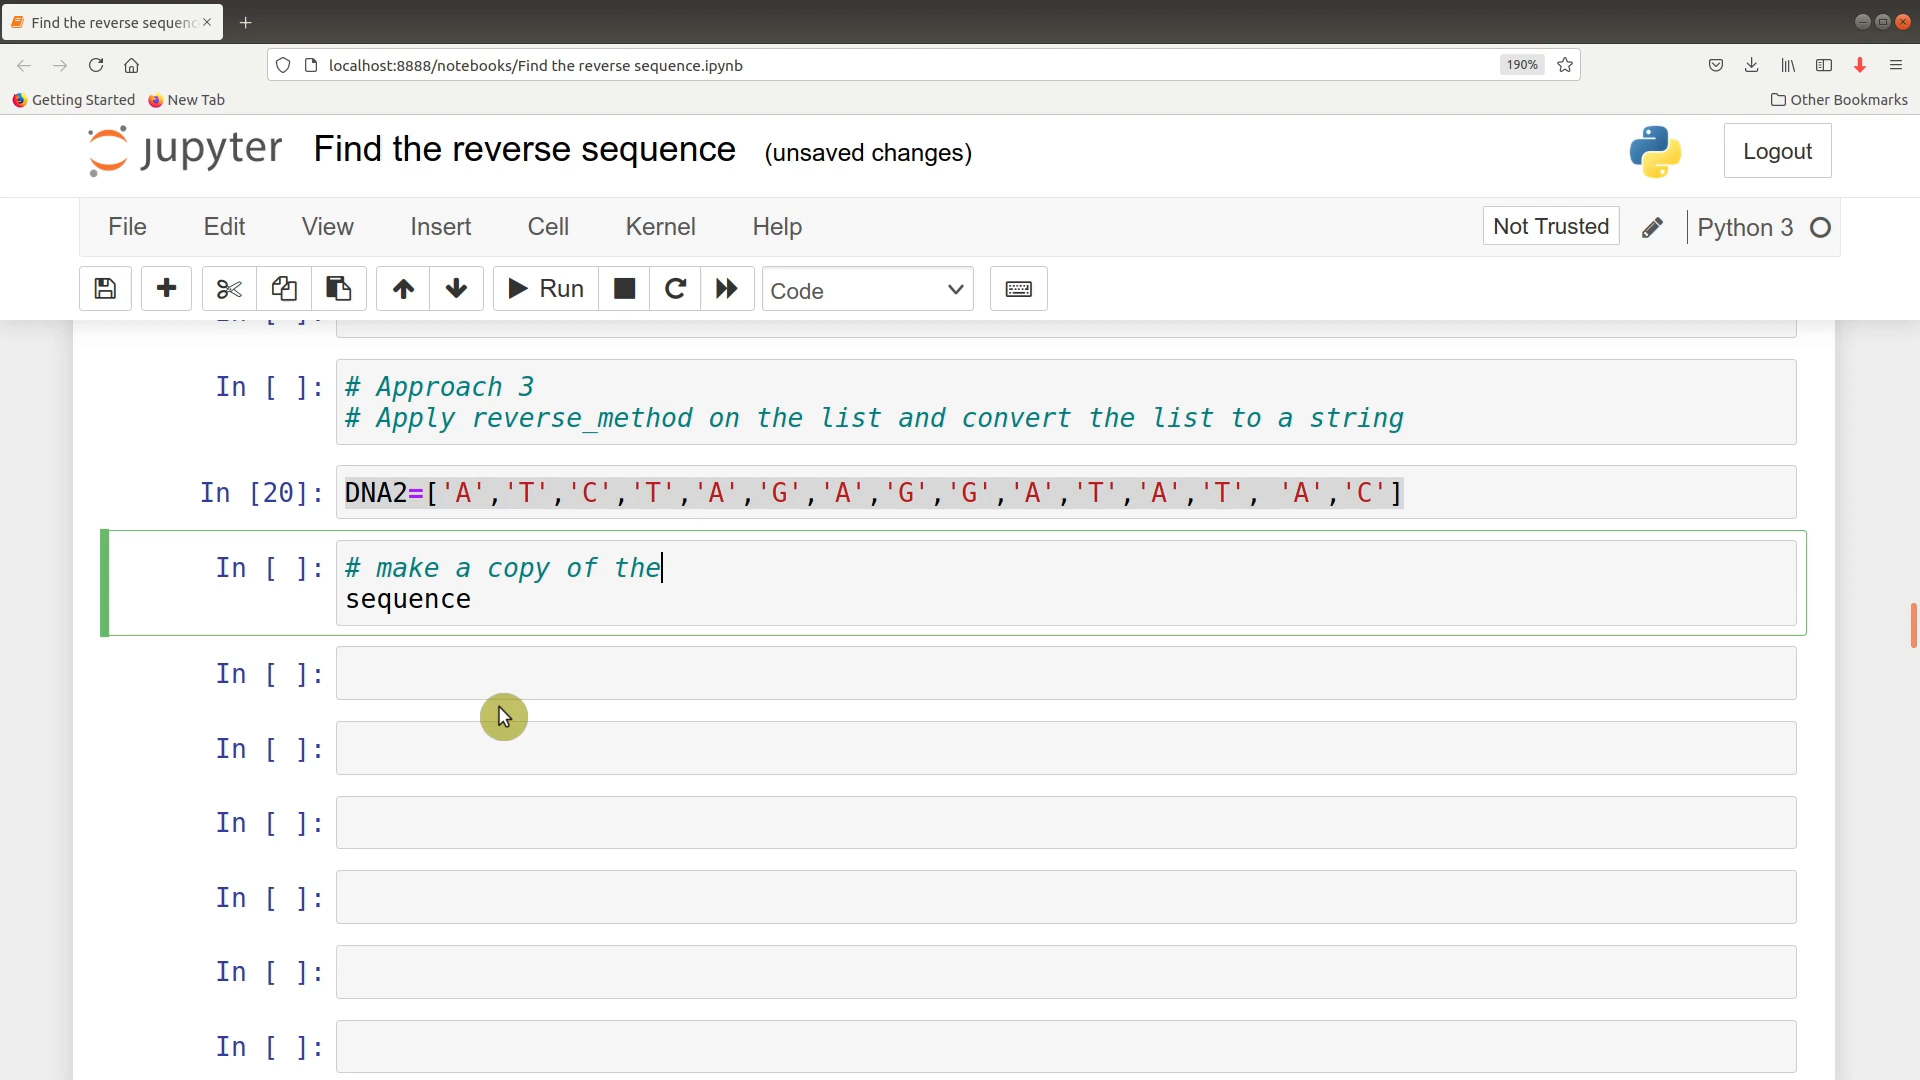 Find the reverse sequenc
localhost:8888/notebooks/Find the reverse sequence.ipynb
190%
Getting Started
New Tab
Other Bookmarks
jupyter
Find the reverse sequence
(unsaved changes)
Logout
File
Edit
View
Insert
Cell
Kernel
Help
Not Trusted
Python 3
Run
Code
In [ ]:
# Approach 3
# Apply reverse_method on the list and convert the list to a string
In [20]:
DNA2=['A','T','C','T','A','G','A','G','G','A','T','A','T', 'A','C']
In [ ]:
# make a copy of the
sequence
In [ ]:
In [ ]:
In [ ]:
In [ ]:
In [ ]:
In [ ]: